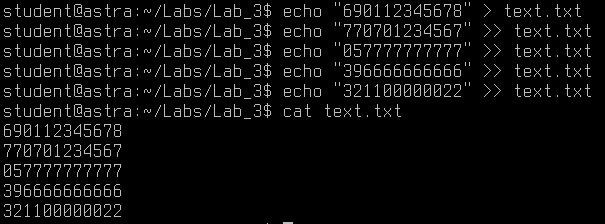 student@astra:~/Labs/Lab_3$ echo "690112345678" > text.txt
student@astra:~/Labs/Lab_3$ echo "770701234567" >> text.txt
student@astra:~/Labs/Lab_3$ echo "057777777777" >> text.txt
student@astra:~/Labs/Lab_3$ echo "396666666666" >> text.txt
student@astra:~/Labs/Lab_3$ echo "321100000022" >> text.txt
student@astra:~/Labs/Lab_3$ cat text.txt
690112345678
770701234567
057777777777
396666666666
321100000022